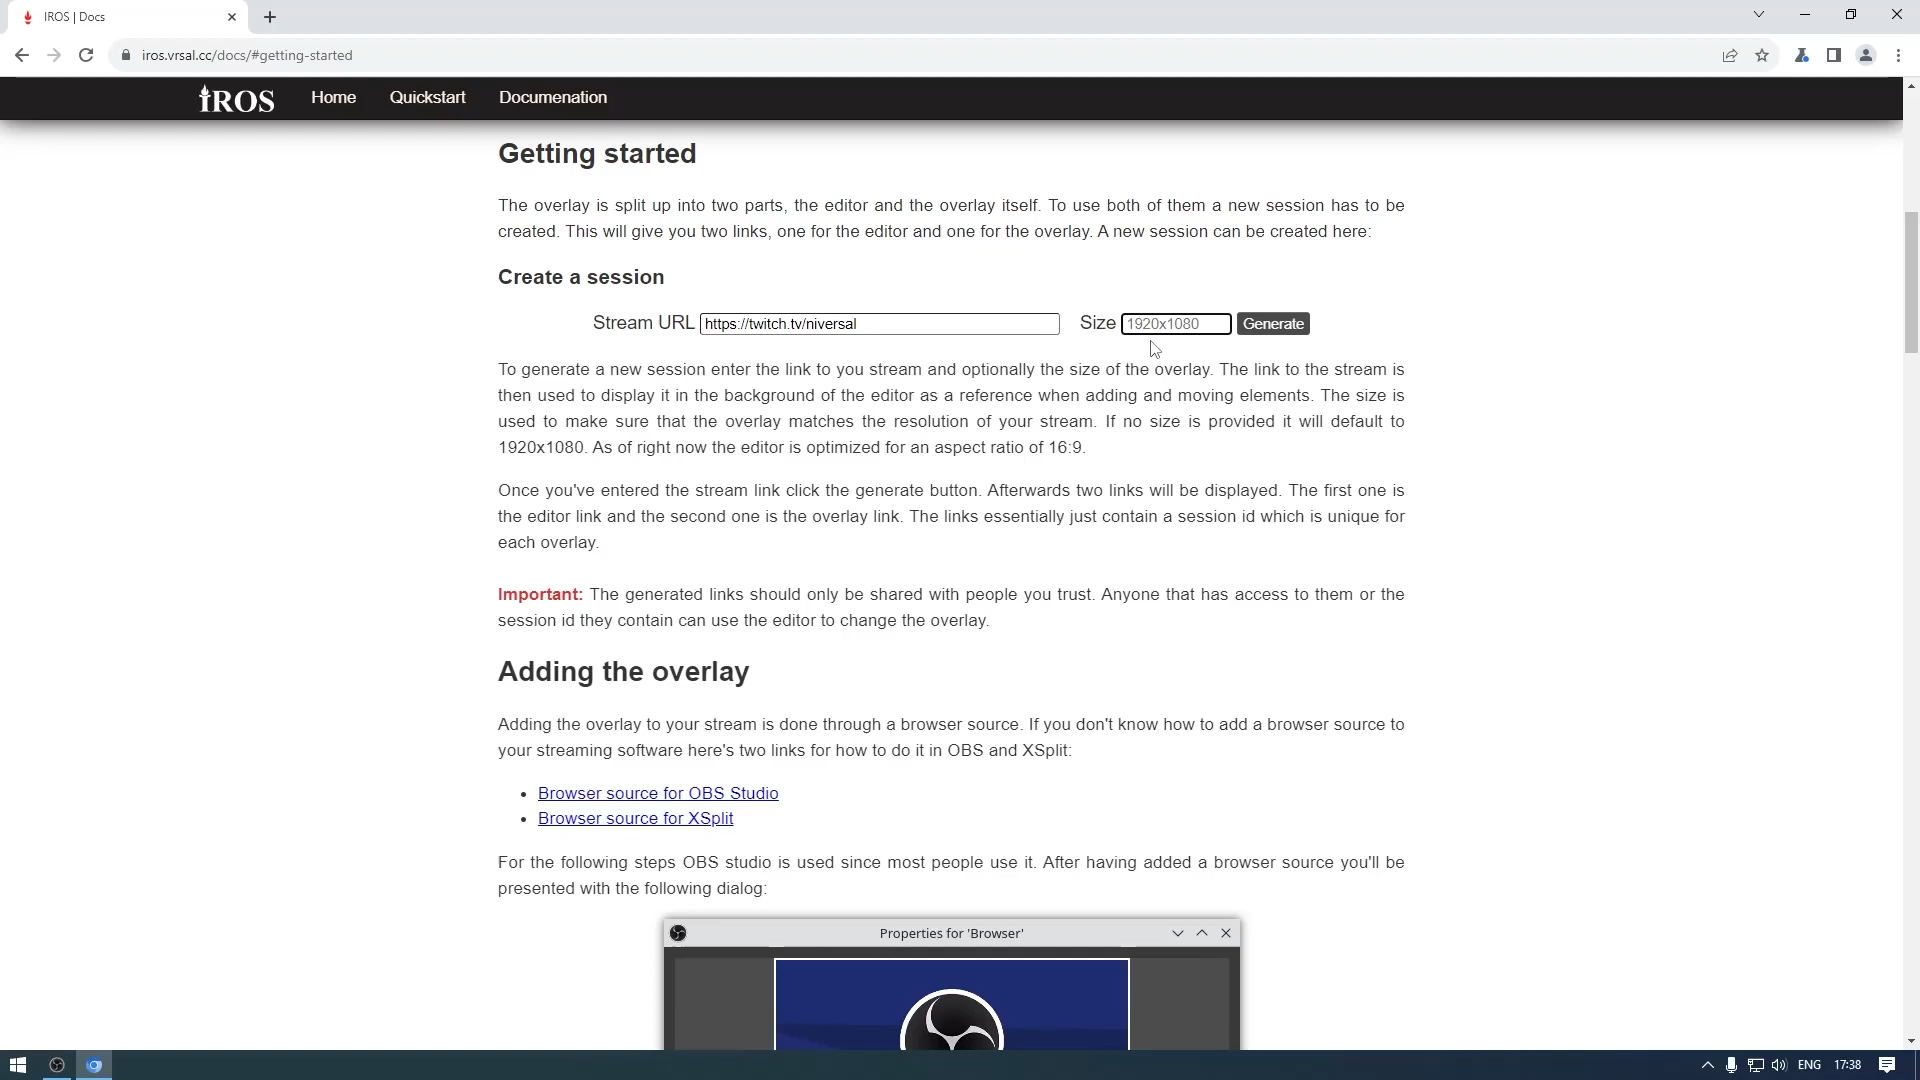 IROS | Docs
iros.vrsal.cc/docs/#getting-started
iROS Home Quickstart Documenation
Getting started
The overlay is split up into two parts, the editor and the overlay itself. To use both of them a new session has to be
created. This will give you two links, one for the editor and one for the overlay. A new session can be created here:
Create a session
Stream URL https://twitch.tv/niversal Size 1920x1080 Generate
To generate a new session enter the link to you stream and optionally the size of the overlay. The link to the stream is
then used to display it in the background of the editor as a reference when adding and moving elements. The size is
used to make sure that the overlay matches the resolution of your stream. If no size is provided it will default to
1920x1080. As of right now the editor is optimized for an aspect ratio of 16:9.
Once you've entered the stream link click the generate button. Afterwards two links will be displayed. The first one is
the editor link and the second one is the overlay link. The links essentially just contain a session id which is unique for
each overlay.
Important: The generated links should only be shared with people you trust. Anyone that has access to them or the
session id they contain can use the editor to change the overlay.
Adding the overlay
Adding the overlay to your stream is done through a browser source. If you don't know how to add a browser source to
your streaming software here's two links for how to do it in OBS and XSplit:
• Browser source for OBS Studio
• Browser source for XSplit
For the following steps OBS studio is used since most people use it. After having added a browser source you'll be
presented with the following dialog:
Properties for 'Browser'
ENG 17:38